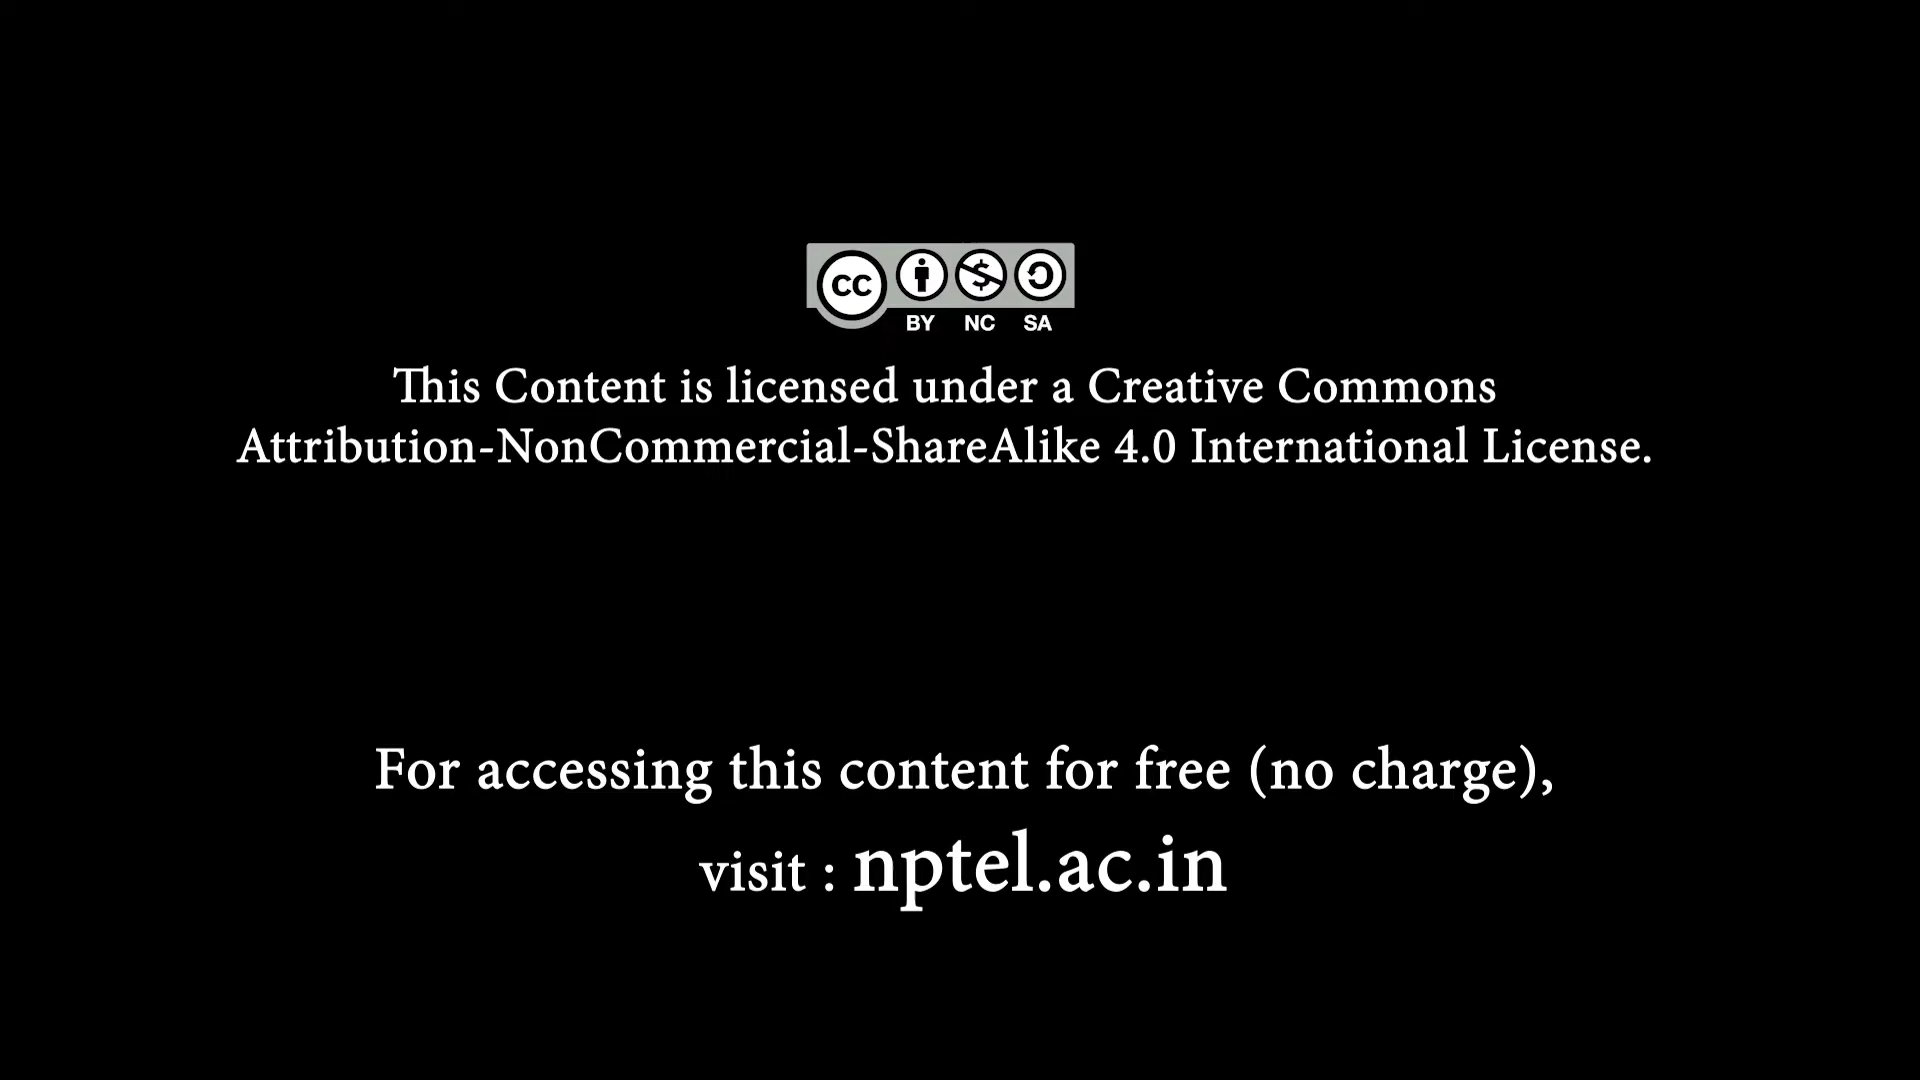 CC BY NC SA
This Content is licensed under a Creative Commons
Attribution-NonCommercial-ShareAlike 4.0 International License.
For accessing this content for free (no charge),
visit : nptel.ac.in